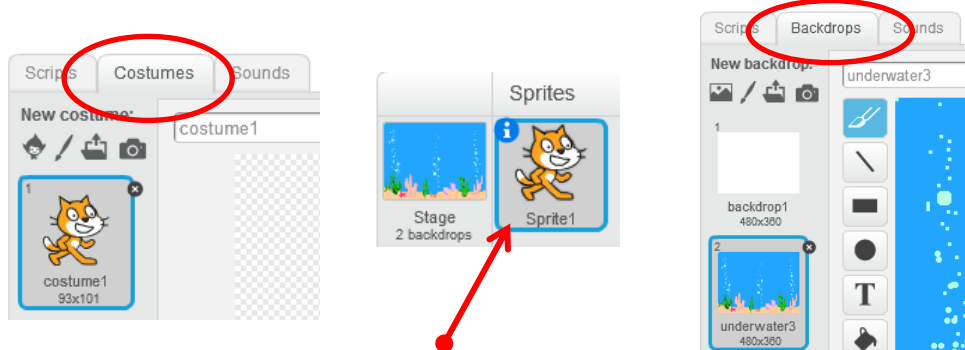 Scripts
Costumes
Sounds
New costume:
costume1
1
costume1
93x101
Sprites
i
Stage
2 backdrops
Sprite1
Scripts
Backdrops
Sounds
New backdrop:
underwater3
1
backdrop1
480x360
2
underwater3
480x360
T